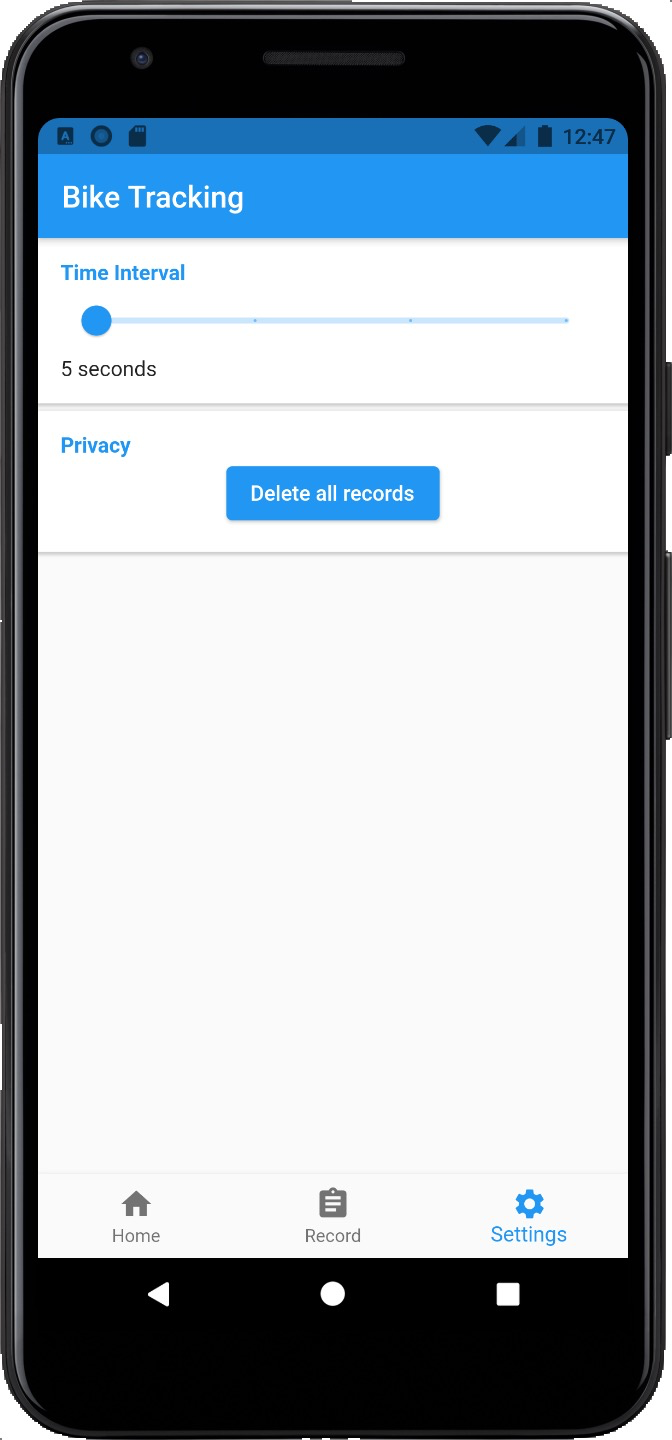 12:47
Bike Tracking
Time Interval
5 seconds
Privacy
Delete all records
Home
Record
Settings